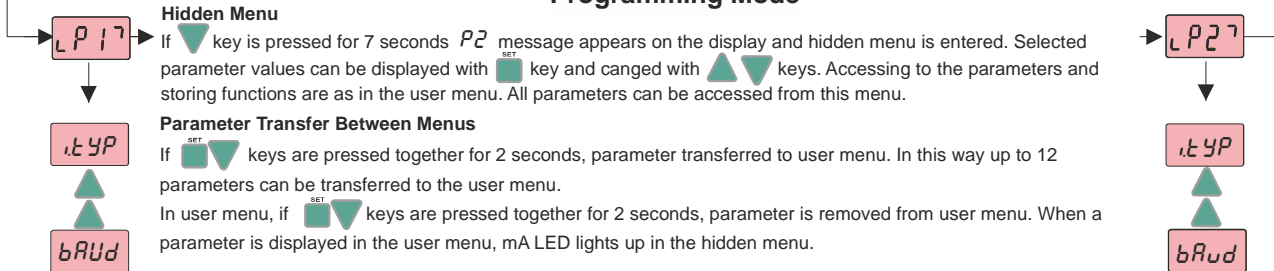 Programming Mode
Hidden Menu
P1
If key is pressed for 7 seconds P2 message appears on the display and hidden menu is entered. Selected
P2
SET
parameter values can be displayed with key and canged with keys. Accessing to the parameters and
storing functions are as in the user menu. All parameters can be accessed from this menu.
Parameter Transfer Between Menus
i.tYP
SET
If keys are pressed together for 2 seconds, parameter transferred to user menu. In this way up to 12
i.tYP
parameters can be transferred to the user menu.
SET
In user menu, if keys are pressed together for 2 seconds, parameter is removed from user menu. When a
parameter is displayed in the user menu, mA LED lights up in the hidden menu.
bAUd
bAud